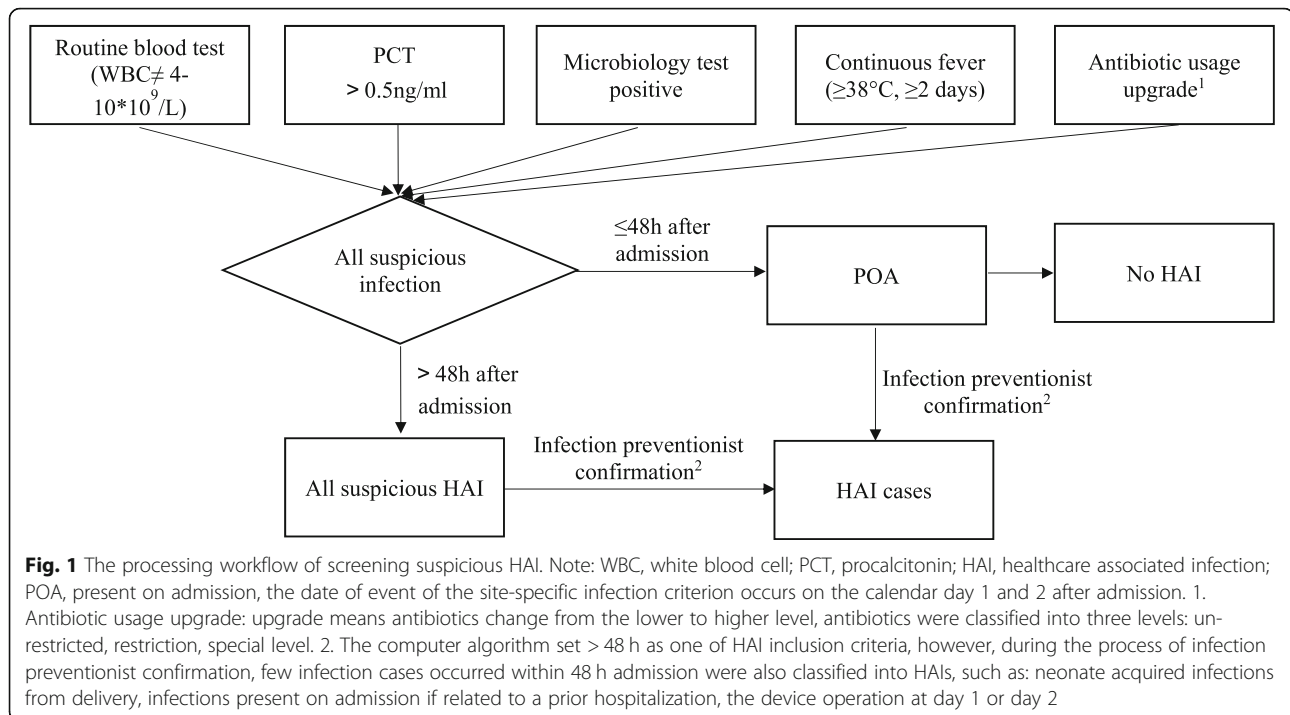 Routine blood test
(WBC≠ 4-
10*10^9/L)
PCT
> 0.5ng/ml
Microbiology test
positive
Continuous fever
(≥38°C, ≥2 days)
Antibiotic usage
upgrade^1
All suspicious
infection
≤48h after
admission
POA
No HAI
> 48h after
admission
Infection preventionist
confirmation^2
All suspicious HAI
Infection preventionist
confirmation^2
HAI cases
Fig. 1 The processing workflow of screening suspicious HAI. Note: WBC, white blood cell; PCT, procalcitonin; HAI, healthcare associated infection;
POA, present on admission, the date of event of the site-specific infection criterion occurs on the calendar day 1 and 2 after admission. 1.
Antibiotic usage upgrade: upgrade means antibiotics change from the lower to higher level, antibiotics were classified into three levels: un-
restricted, restriction, special level. 2. The computer algorithm set > 48 h as one of HAI inclusion criteria, however, during the process of infection
preventionist confirmation, few infection cases occurred within 48 h admission were also classified into HAIs, such as: neonate acquired infections
from delivery, infections present on admission if related to a prior hospitalization, the device operation at day 1 or day 2